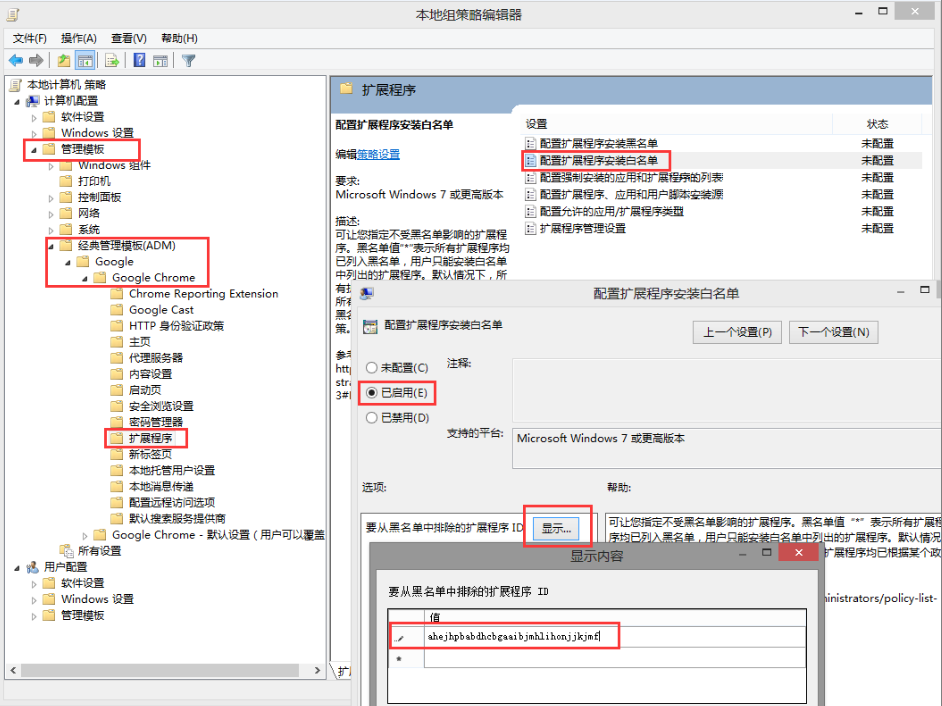 本地组策略编辑器
文件(F) 操作(A) 查看(V) 帮助(H)
本地计算机 策略
计算机配置
软件设置
Windows 设置
管理模板
Windows 组件
打印机
控制面板
网络
系统
经典管理模板(ADM)
Google
Google Chrome
Chrome Reporting Extension
Google Cast
HTTP 身份验证政策
主页
代理服务器
内容设置
启动页
安全浏览设置
密码管理器
扩展程序
新标签页
本地托管用户设置
本地消息传递
配置远程访问选项
默认搜索服务提供商
Google Chrome - 默认设置（用户可以覆盖
所有设置
用户配置
软件设置
Windows 设置
管理模板
扩展程序
配置扩展程序安装白名单
编辑策略设置
要求:
Microsoft Windows 7 或更高版本
描述:
可让您指定不受黑名单影响的扩展程
序。黑名单值"*"表示所有扩展程序均
已列入黑名单，用户只能安装白名单
中列出的扩展程序。默认情况下，所
有
所有
黑名
策。
参考
http
stra
3#
设置 状态
配置扩展程序安装黑名单 未配置
配置扩展程序安装白名单 未配置
配置强制安装的应用和扩展程序的列表 未配置
配置扩展程序、应用和用户脚本安装源 未配置
配置允许的应用/扩展程序类型 未配置
扩展程序管理设置 未配置
扩
配置扩展程序安装白名单
配置扩展程序安装白名单
上一个设置(P) 下一个设置(N)
未配置(C) 注释:
已启用(E)
已禁用(D)
支持的平台: Microsoft Windows 7 或更高版本
选项: 帮助:
要从黑名单中排除的扩展程序 ID 显示...
可让您指定不受黑名单影响的扩展程序。黑名单值 "*" 表示所有扩展程
序均已列入黑名单，用户只能安装白名单中列出的扩展程序。默认情况
扩展程序均已根据某个政
ministrators/policy-list-
显示内容
要从黑名单中排除的扩展程序 ID
值
ahejhpbabdhcbgaaibjmhlihonjjkjmf
*